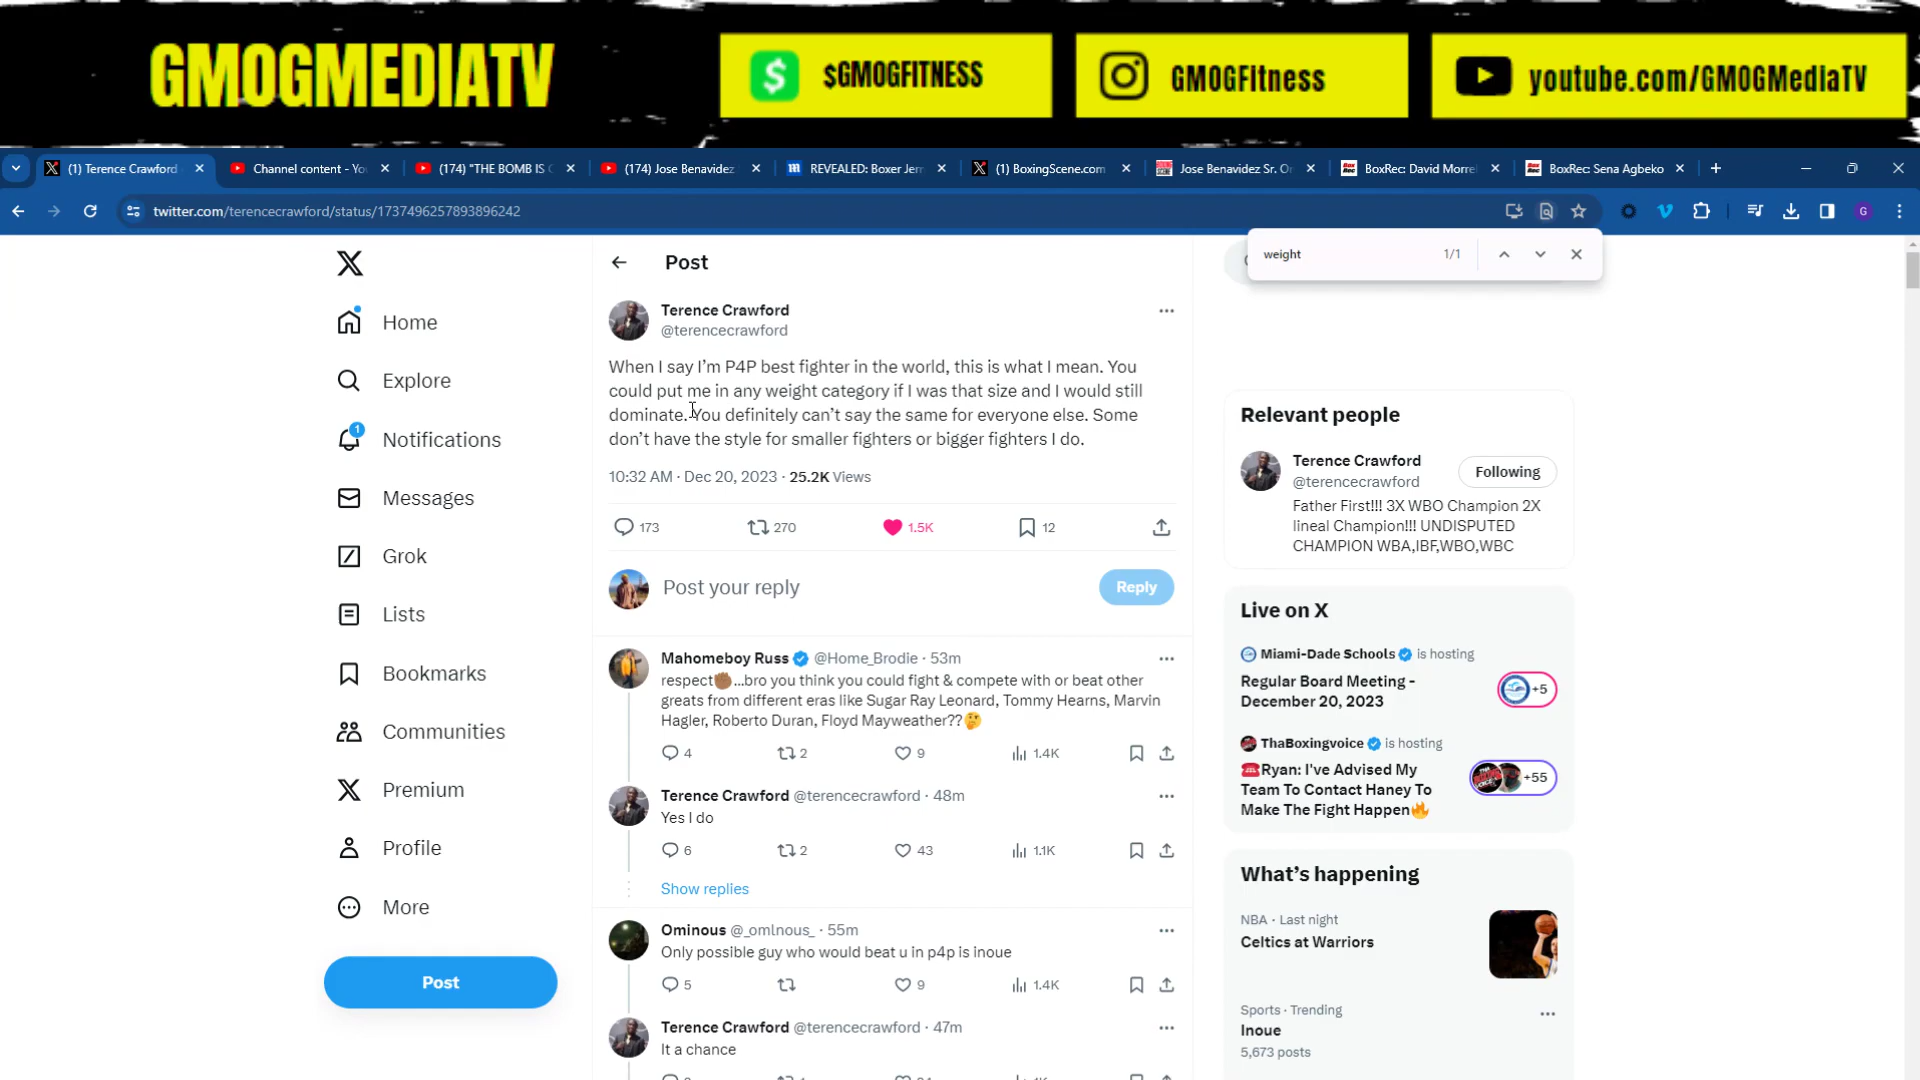 GMOGMEDIATV
$GMOGFITNESS
GMOGFitness
youtube.com/GMOGMediaTV
(1) Terence Crawford
Channel content - Yo
(174) "THE BOMB IS
(174) Jose Benavidez
REVEALED: Boxer Jerm
(1) BoxingScene.com
Jose Benavidez Sr. O
BoxRec: David Morre
BoxRec: Sena Agbeko
twitter.com/terencecrawford/status/1737496257893896242
weight
1/1
Home
Explore
1
Notifications
Messages
Grok
Lists
Bookmarks
Communities
Premium
Profile
More
Post
Post
Terence Crawford
@terencecrawford
When I say I'm P4P best fighter in the world, this is what I mean. You
could put me in any weight category if I was that size and I would still
dominate. You definitely can't say the same for everyone else. Some
don't have the style for smaller fighters or bigger fighters I do.
10:32 AM · Dec 20, 2023 · 25.2K Views
173 270 1.5K 12
Post your reply
Reply
Mahomeboy Russ @Home_Brodie · 53m
respect✊🏾...bro you think you could fight & compete with or beat other
greats from different eras like Sugar Ray Leonard, Tommy Hearns, Marvin
Hagler, Roberto Duran, Floyd Mayweather??🤔
4 2 9 1.4K
Terence Crawford @terencecrawford · 48m
Yes I do
6 2 43 1.1K
Show replies
Ominous @_omlnous_ · 55m
Only possible guy who would beat u in p4p is inoue
5 9 1.4K
Terence Crawford @terencecrawford · 47m
It a chance
Relevant people
Terence Crawford
@terencecrawford
Following
Father First!!! 3X WBO Champion 2X
lineal Champion!!! UNDISPUTED
CHAMPION WBA,IBF,WBO,WBC
Live on X
Miami-Dade Schools is hosting
Regular Board Meeting -
December 20, 2023
+5
ThaBoxingvoice is hosting
☎️Ryan: I've Advised My
Team To Contact Haney To
Make The Fight Happen🔥
+55
What's happening
NBA · Last night
Celtics at Warriors
Sports · Trending
Inoue
5,673 posts